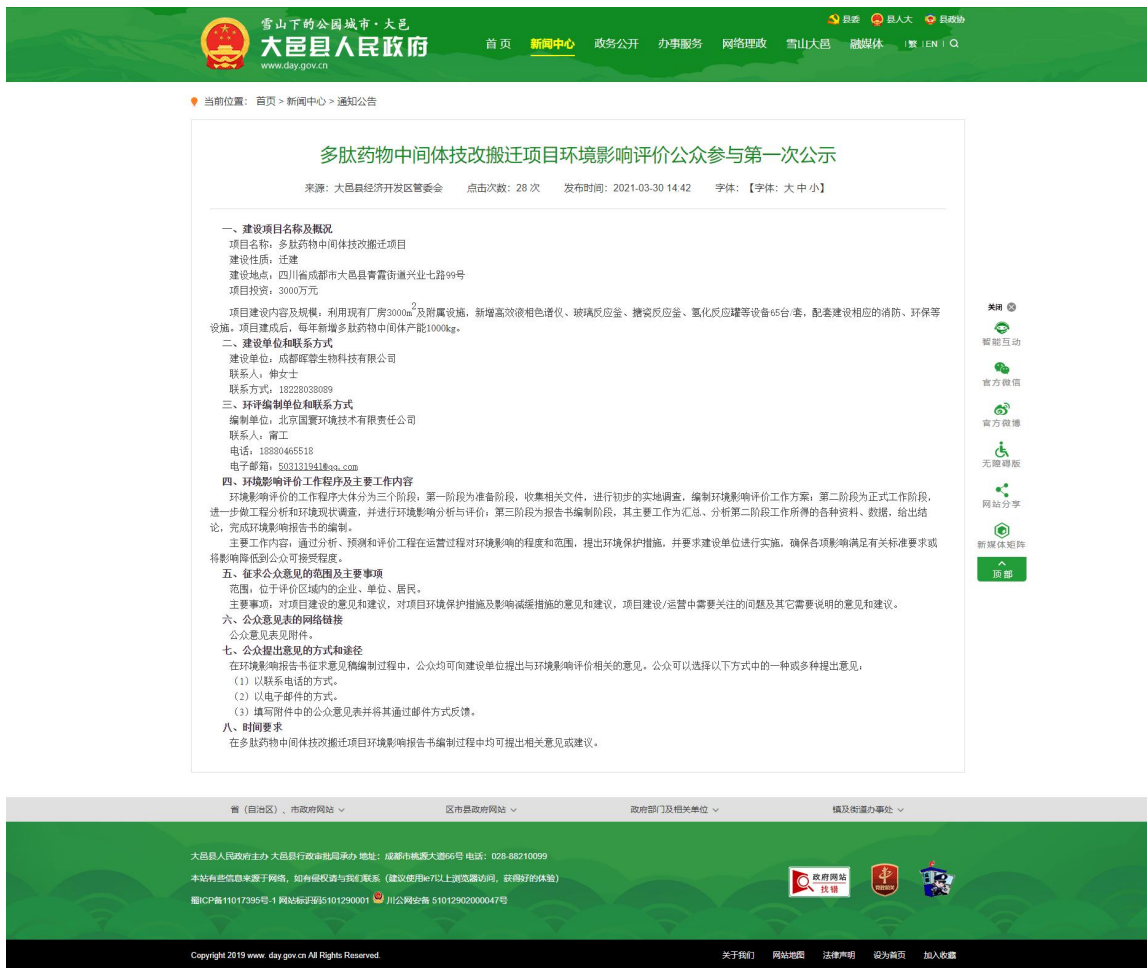 雪山下的公园城市·大邑
大邑县人民政府
www.day.gov.cn
县委 县人大 县政协
首页 新闻中心 政务公开 办事服务 网络理政 雪山大邑 融媒体 | 繁 | EN |
当前位置： 首页 > 新闻中心 > 通知公告
多肽药物中间体技改搬迁项目环境影响评价公众参与第一次公示
来源：大邑县经济开发区管委会 点击次数：28 次 发布时间：2021-03-30 14:42 字体：【字体：大 中 小】
一、建设项目名称及概况
项目名称：多肽药物中间体技改搬迁项目
建设性质：迁建
建设地点：四川省成都市大邑县青霞街道兴业七路99号
项目投资：3000万元
项目建设内容及规模：利用现有厂房3000m²及附属设施，新增高效液相色谱仪、玻璃反应釜、搪瓷反应釜、氢化反应罐等设备65台/套，配套建设相应的消防、环保等
设施。项目建成后，每年新增多肽药物中间体产能1000kg。
二、建设单位和联系方式
建设单位：成都晖蓉生物科技有限公司
联系人：伸女士
联系方式：18228038089
三、环评编制单位和联系方式
编制单位：北京国寰环境技术有限责任公司
联系人：甯工
电话：18880465518
电子邮箱：503131941@qq.com
四、环境影响评价工作程序及主要工作内容
环境影响评价的工作程序大体分为三个阶段：第一阶段为准备阶段，收集相关文件，进行初步的实地调查，编制环境影响评价工作方案；第二阶段为正式工作阶段，
进一步做工程分析和环境现状调查，并进行环境影响分析与评价；第三阶段为报告书编制阶段，其主要工作为汇总、分析第二阶段工作所得的各种资料、数据，给出结
论，完成环境影响报告书的编制。
主要工作内容：通过分析、预测和评价工程在运营过程对环境影响的程度和范围，提出环境保护措施，并要求建设单位进行实施，确保各项影响满足有关标准要求或
将影响降低到公众可接受程度。
五、征求公众意见的范围及主要事项
范围：位于评价区域内的企业、单位、居民。
主要事项：对项目建设的意见和建议，对项目环境保护措施及影响减缓措施的意见和建议，项目建设/运营中需要关注的问题及其它需要说明的意见和建议。
六、公众意见表的网络链接
公众意见表见附件。
七、公众提出意见的方式和途径
在环境影响报告书征求意见稿编制过程中，公众均可向建设单位提出与环境影响评价相关的意见。公众可以选择以下方式中的一种或多种提出意见：
（1）以联系电话的方式。
（2）以电子邮件的方式。
（3）填写附件中的公众意见表并将其通过邮件方式反馈。
八、时间要求
在多肽药物中间体技改搬迁项目环境影响报告书编制过程中均可提出相关意见或建议。
关闭
智能互动
官方微信
官方微博
无障碍版
网站分享
新媒体矩阵
顶部
省（自治区）、市政府网站 区市县政府网站 政府部门及相关单位 镇及街道办事处
大邑县人民政府主办 大邑县行政审批局承办 地址：成都市桃源大道66号 电话：028-88210099
本站有些信息来源于网络，如有侵权请与我们联系（建议使用ie7以上浏览器访问，获得好的体验）
蜀ICP备11017395号-1 网站标识码5101290001 川公网安备 51012902000047号
政府网站
找错
党政机关
Copyright 2019 www. day.gov.cn All Rights Reserved.
关于我们 网站地图 法律声明 设为首页 加入收藏